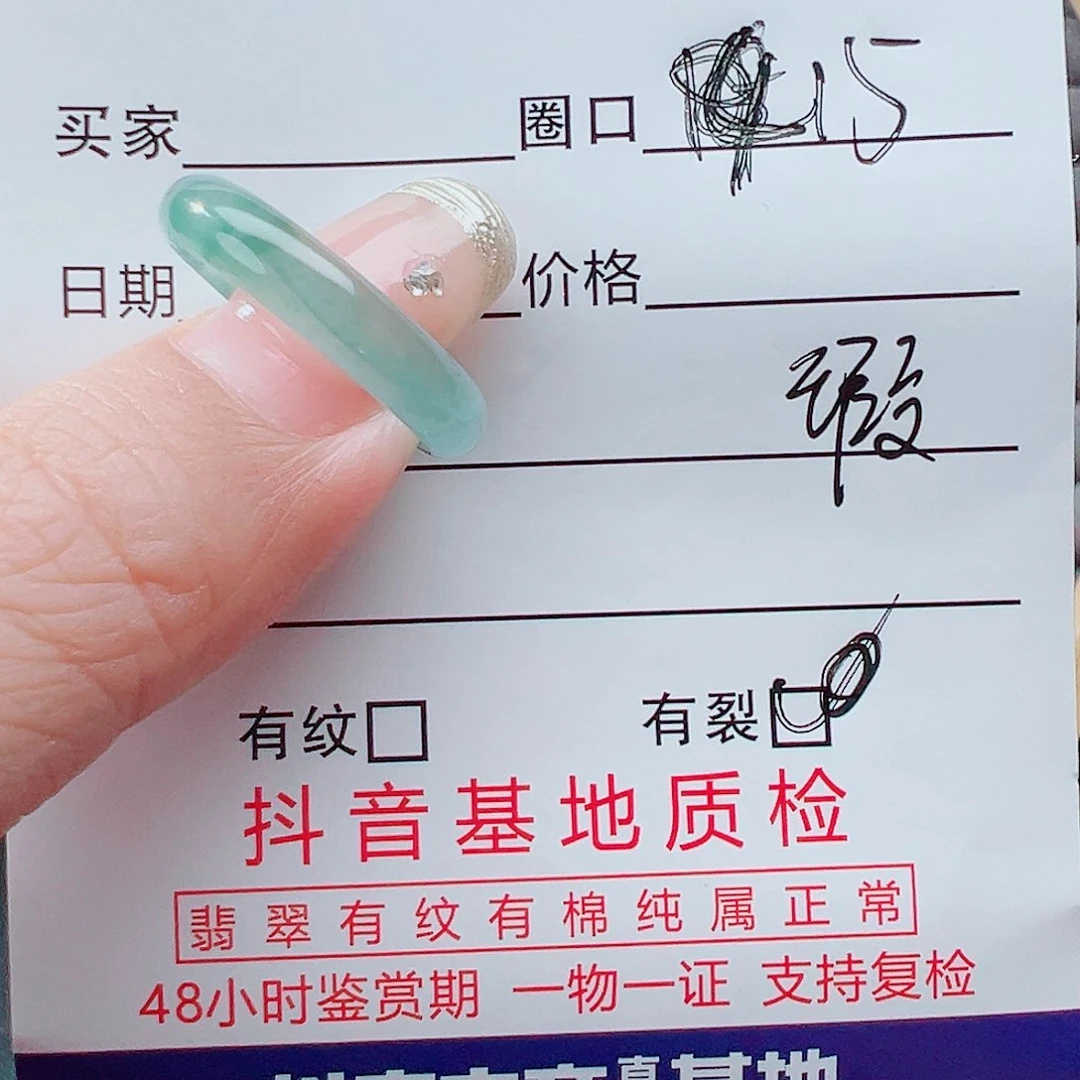 买家 圈口 15
日期 价格
瑕
有纹 有裂
抖音基地质检
翡翠有纹有棉纯属正常
48小时鉴赏期 一物一证 支持复检